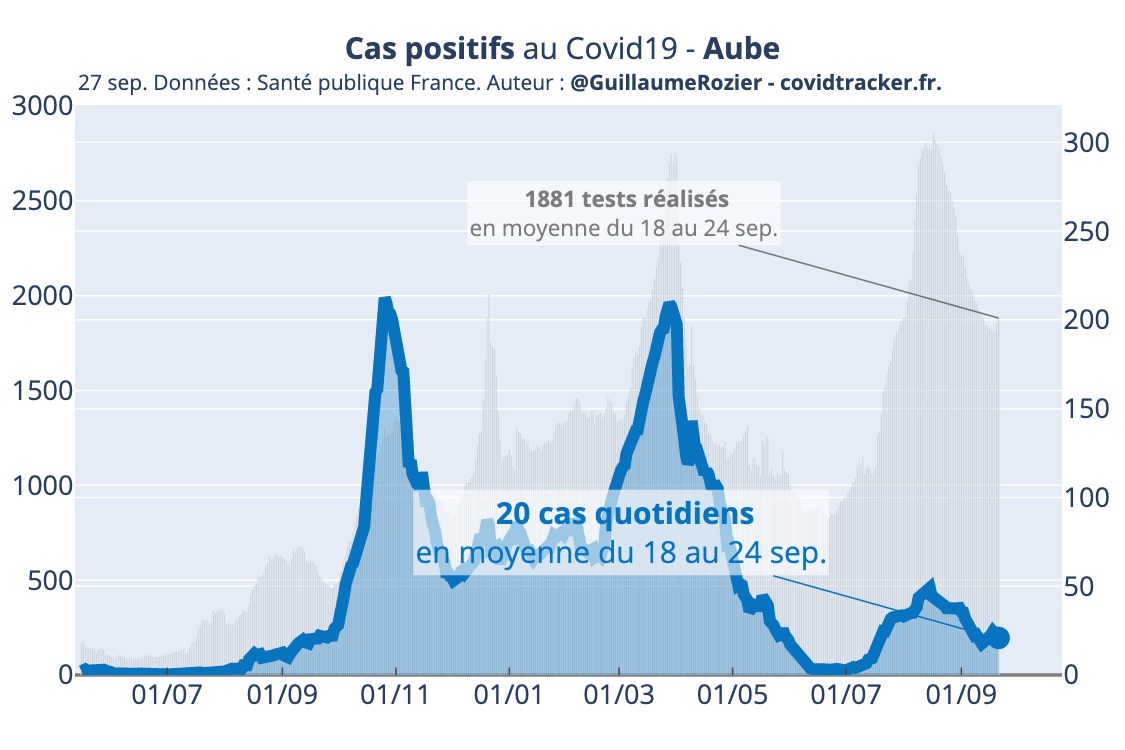 Cas positifs au Covid19 - Aube
27 sep. Données : Santé publique France. Auteur : @GuillaumeRozier - covidtracker.fr.
3000
2500
2000
1500
1000
500
0
300
250
200
150
100
50
0
1881 tests réalisés
en moyenne du 18 au 24 sep.
20 cas quotidiens
en moyenne du 18 au 24 sep.
01/07 01/09 01/11 01/01 01/03 01/05 01/07 01/09